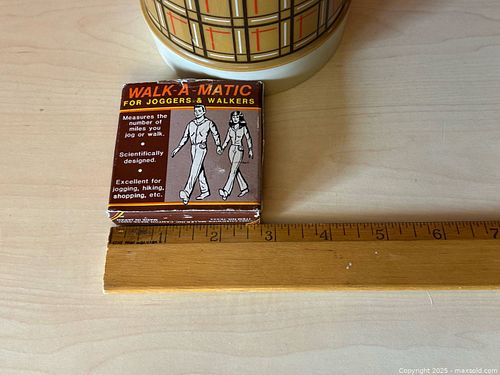 WALK-A-MATIC
FOR JOGGERS & WALKERS
Measures the
number of
miles you
jog or walk.
•
Scientifically
designed.
•
Excellent for
jogging, hiking,
shopping, etc.
2 3 4 5 6 7
Copyright 2025 - maxsold.com